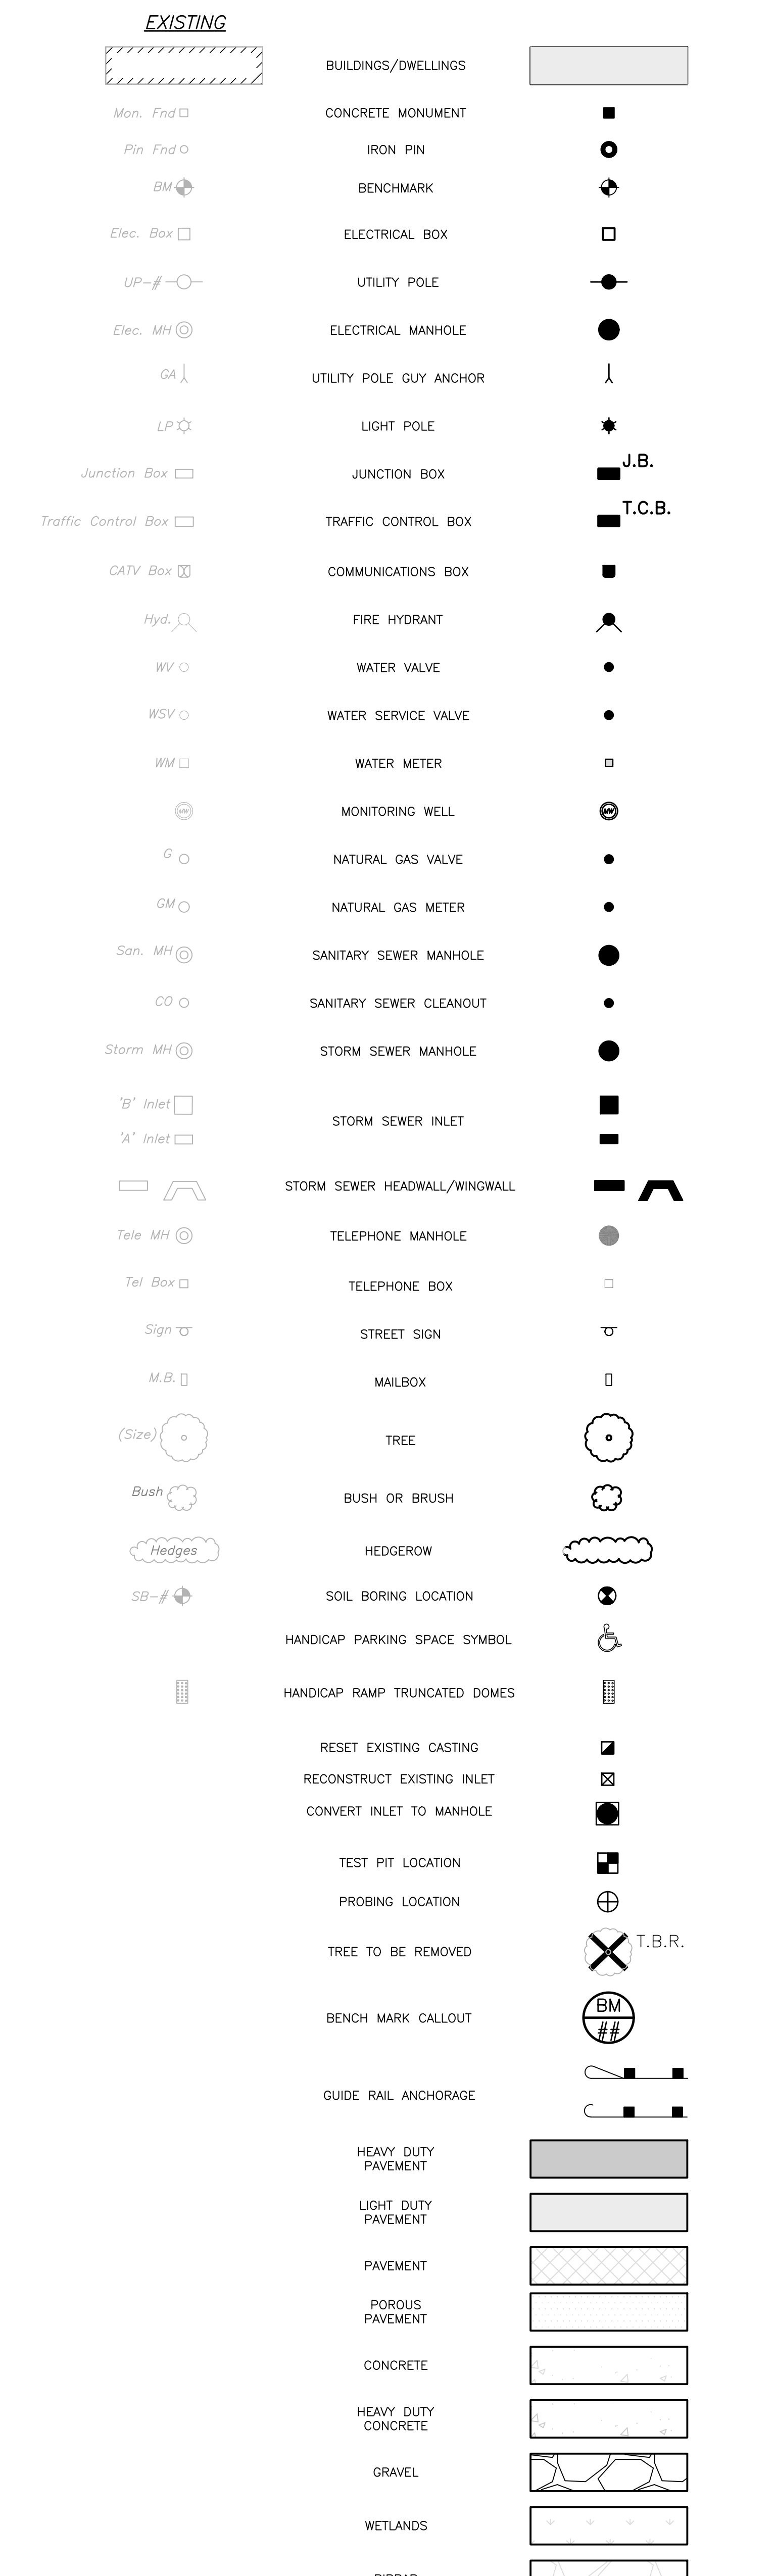 EXISTING
BUILDINGS/DWELLINGS
Mon. Fnd CONCRETE MONUMENT
Pin Fnd IRON PIN
BM BENCHMARK
Elec. Box ELECTRICAL BOX
UP-# UTILITY POLE
Elec. MH ELECTRICAL MANHOLE
GA UTILITY POLE GUY ANCHOR
LP LIGHT POLE
Junction Box JUNCTION BOX J.B.
Traffic Control Box TRAFFIC CONTROL BOX T.C.B.
CATV Box COMMUNICATIONS BOX
Hyd. FIRE HYDRANT
WV WATER VALVE
WSV WATER SERVICE VALVE
WM WATER METER
MW MONITORING WELL MW
G NATURAL GAS VALVE
GM NATURAL GAS METER
San. MH SANITARY SEWER MANHOLE
CO SANITARY SEWER CLEANOUT
Storm MH STORM SEWER MANHOLE
'B' Inlet
STORM SEWER INLET
'A' Inlet
STORM SEWER HEADWALL/WINGWALL
Tele MH TELEPHONE MANHOLE
Tel Box TELEPHONE BOX
Sign STREET SIGN
M.B. MAILBOX
(Size) TREE
Bush BUSH OR BRUSH
Hedges HEDGEROW
SB-# SOIL BORING LOCATION
HANDICAP PARKING SPACE SYMBOL
HANDICAP RAMP TRUNCATED DOMES
RESET EXISTING CASTING
RECONSTRUCT EXISTING INLET
CONVERT INLET TO MANHOLE
TEST PIT LOCATION
PROBING LOCATION
TREE TO BE REMOVED T.B.R.
BENCH MARK CALLOUT BM
##
GUIDE RAIL ANCHORAGE
HEAVY DUTY
PAVEMENT
LIGHT DUTY
PAVEMENT
PAVEMENT
POROUS
PAVEMENT
CONCRETE
HEAVY DUTY
CONCRETE
GRAVEL
WETLANDS